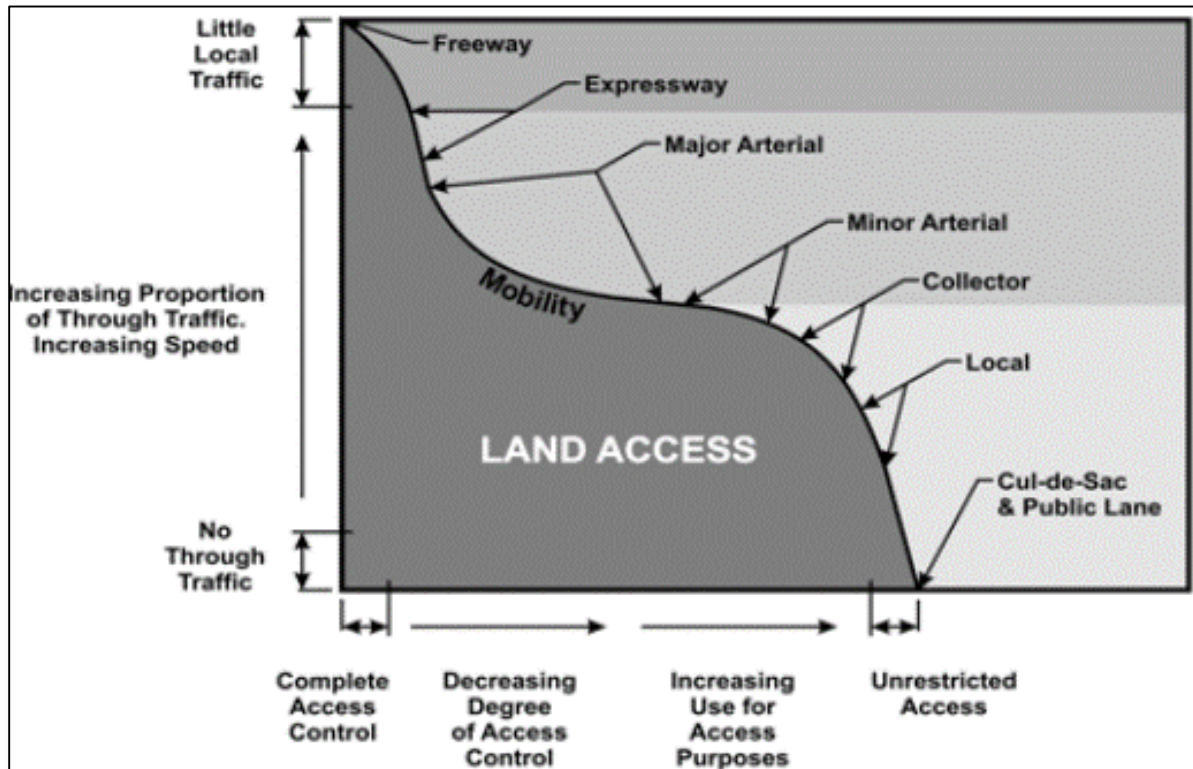 Little
Local
Traffic
Freeway
Expressway
Major Arterial
Minor Arterial
Collector
Local
Mobility
Increasing Proportion
of Through Traffic.
Increasing Speed
LAND ACCESS
Cul-de-Sac
& Public Lane
No
Through
Traffic
Complete
Access
Control
Decreasing
Degree
of Access
Control
Increasing
Use for
Access
Purposes
Unrestricted
Access